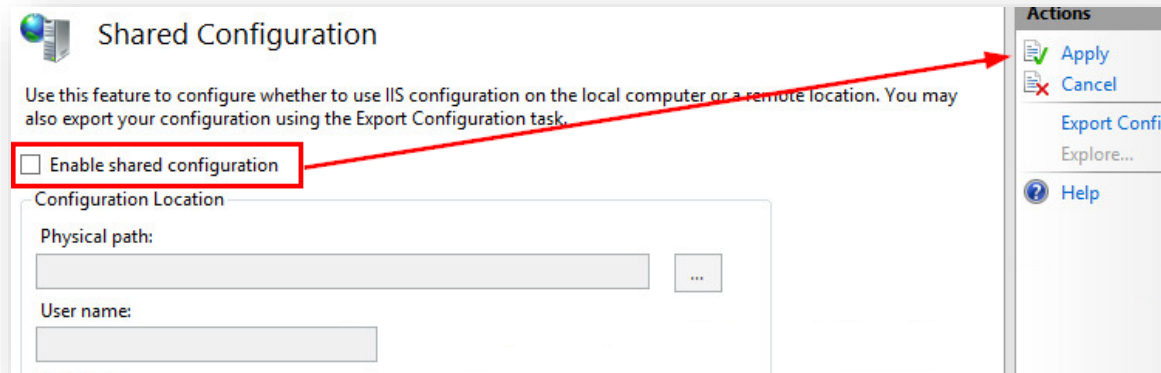 Shared Configuration
Use this feature to configure whether to use IIS configuration on the local computer or a remote location. You may
also export your configuration using the Export Configuration task.
Enable shared configuration
Configuration Location
Physical path:
...
User name:
Actions
Apply
Cancel
Export Confi
Explore...
Help